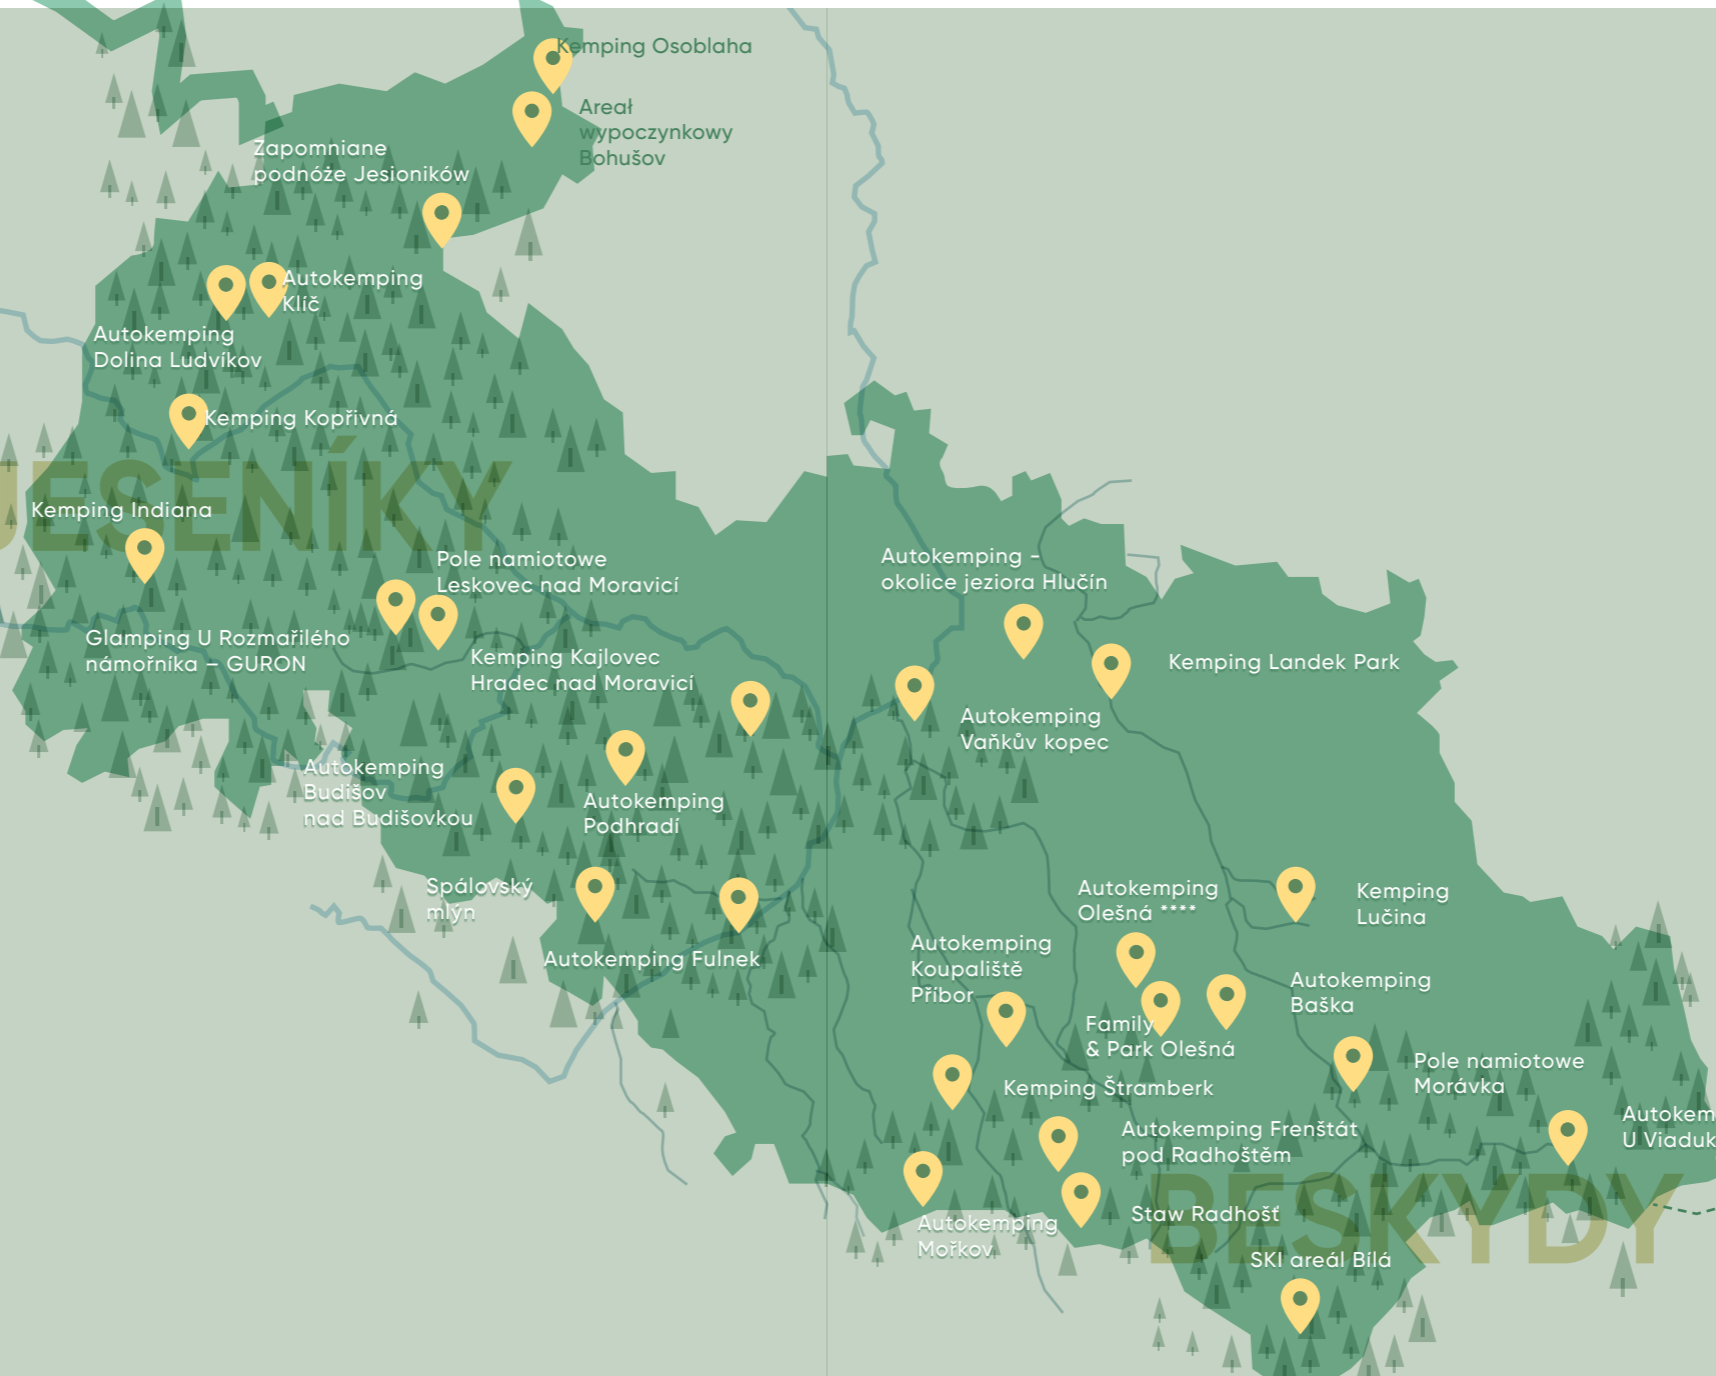 Kemping Osoblaha
Areał
wypoczynkowy
Bohušov
Zapomniane
podnóże Jesioników
Autokemping
Klíč
Autokemping
Dolina Ludvíkov
Kemping Kopřivná
JESENÍKY
Kemping Indiana
Pole namiotowe
Leskovec nad Moravicí
Glamping U Rozmařilého
námořníka – GURON
Kemping Kajlovec
Hradec nad Moravicí
Autokemping
Budišov
nad Budišovkou
Autokemping
Podhradí
Spálovský
mlýn
Autokemping Fulnek
Autokemping -
okolice jeziora Hlučín
Kemping Landek Park
Autokemping
Vaňkův kopec
Autokemping
Olešná ****
Kemping
Lučina
Autokemping
Koupaliště
Příbor
Autokemping
Baška
Family
& Park Olešná
Pole namiotowe
Morávka
Kemping Štramberk
Autokem
U Viaduk
Autokemping Frenštát
pod Radhoštěm
BESKYDY
Staw Radhošť
Autokemping
Mořkov
SKI areál Bílá